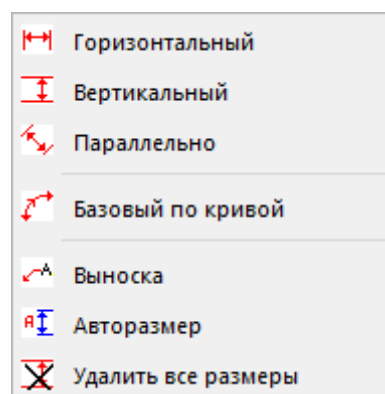 Горизонтальный
Вертикальный
Параллельно
Базовый по кривой
Выноска
Авторазмер
Удалить все размеры